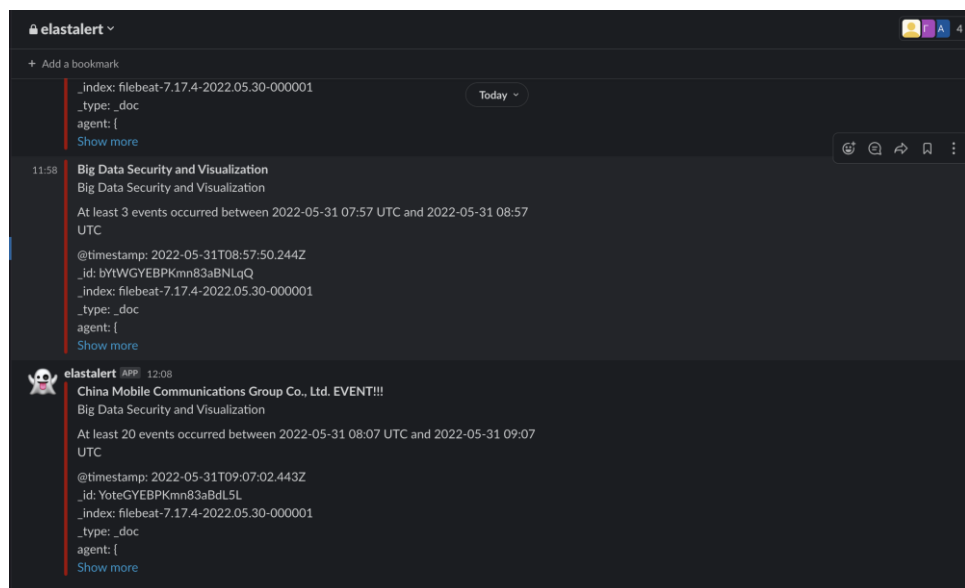 elastalert
Г A 4
+ Add a bookmark
_index: filebeat-7.17.4-2022.05.30-000001
Today
_type: _doc
agent: {
Show more
11:58 Big Data Security and Visualization
Big Data Security and Visualization
At least 3 events occurred between 2022-05-31 07:57 UTC and 2022-05-31 08:57
UTC
@timestamp: 2022-05-31T08:57:50.244Z
_id: bYtWGYEBPKmn83aBNLqQ
_index: filebeat-7.17.4-2022.05.30-000001
_type: _doc
agent: {
Show more
elastalert APP 12:08
China Mobile Communications Group Co., Ltd. EVENT!!!
Big Data Security and Visualization
At least 20 events occurred between 2022-05-31 08:07 UTC and 2022-05-31 09:07
UTC
@timestamp: 2022-05-31T09:07:02.443Z
_id: YoteGYEBPKmn83aBdL5L
_index: filebeat-7.17.4-2022.05.30-000001
_type: _doc
agent: {
Show more